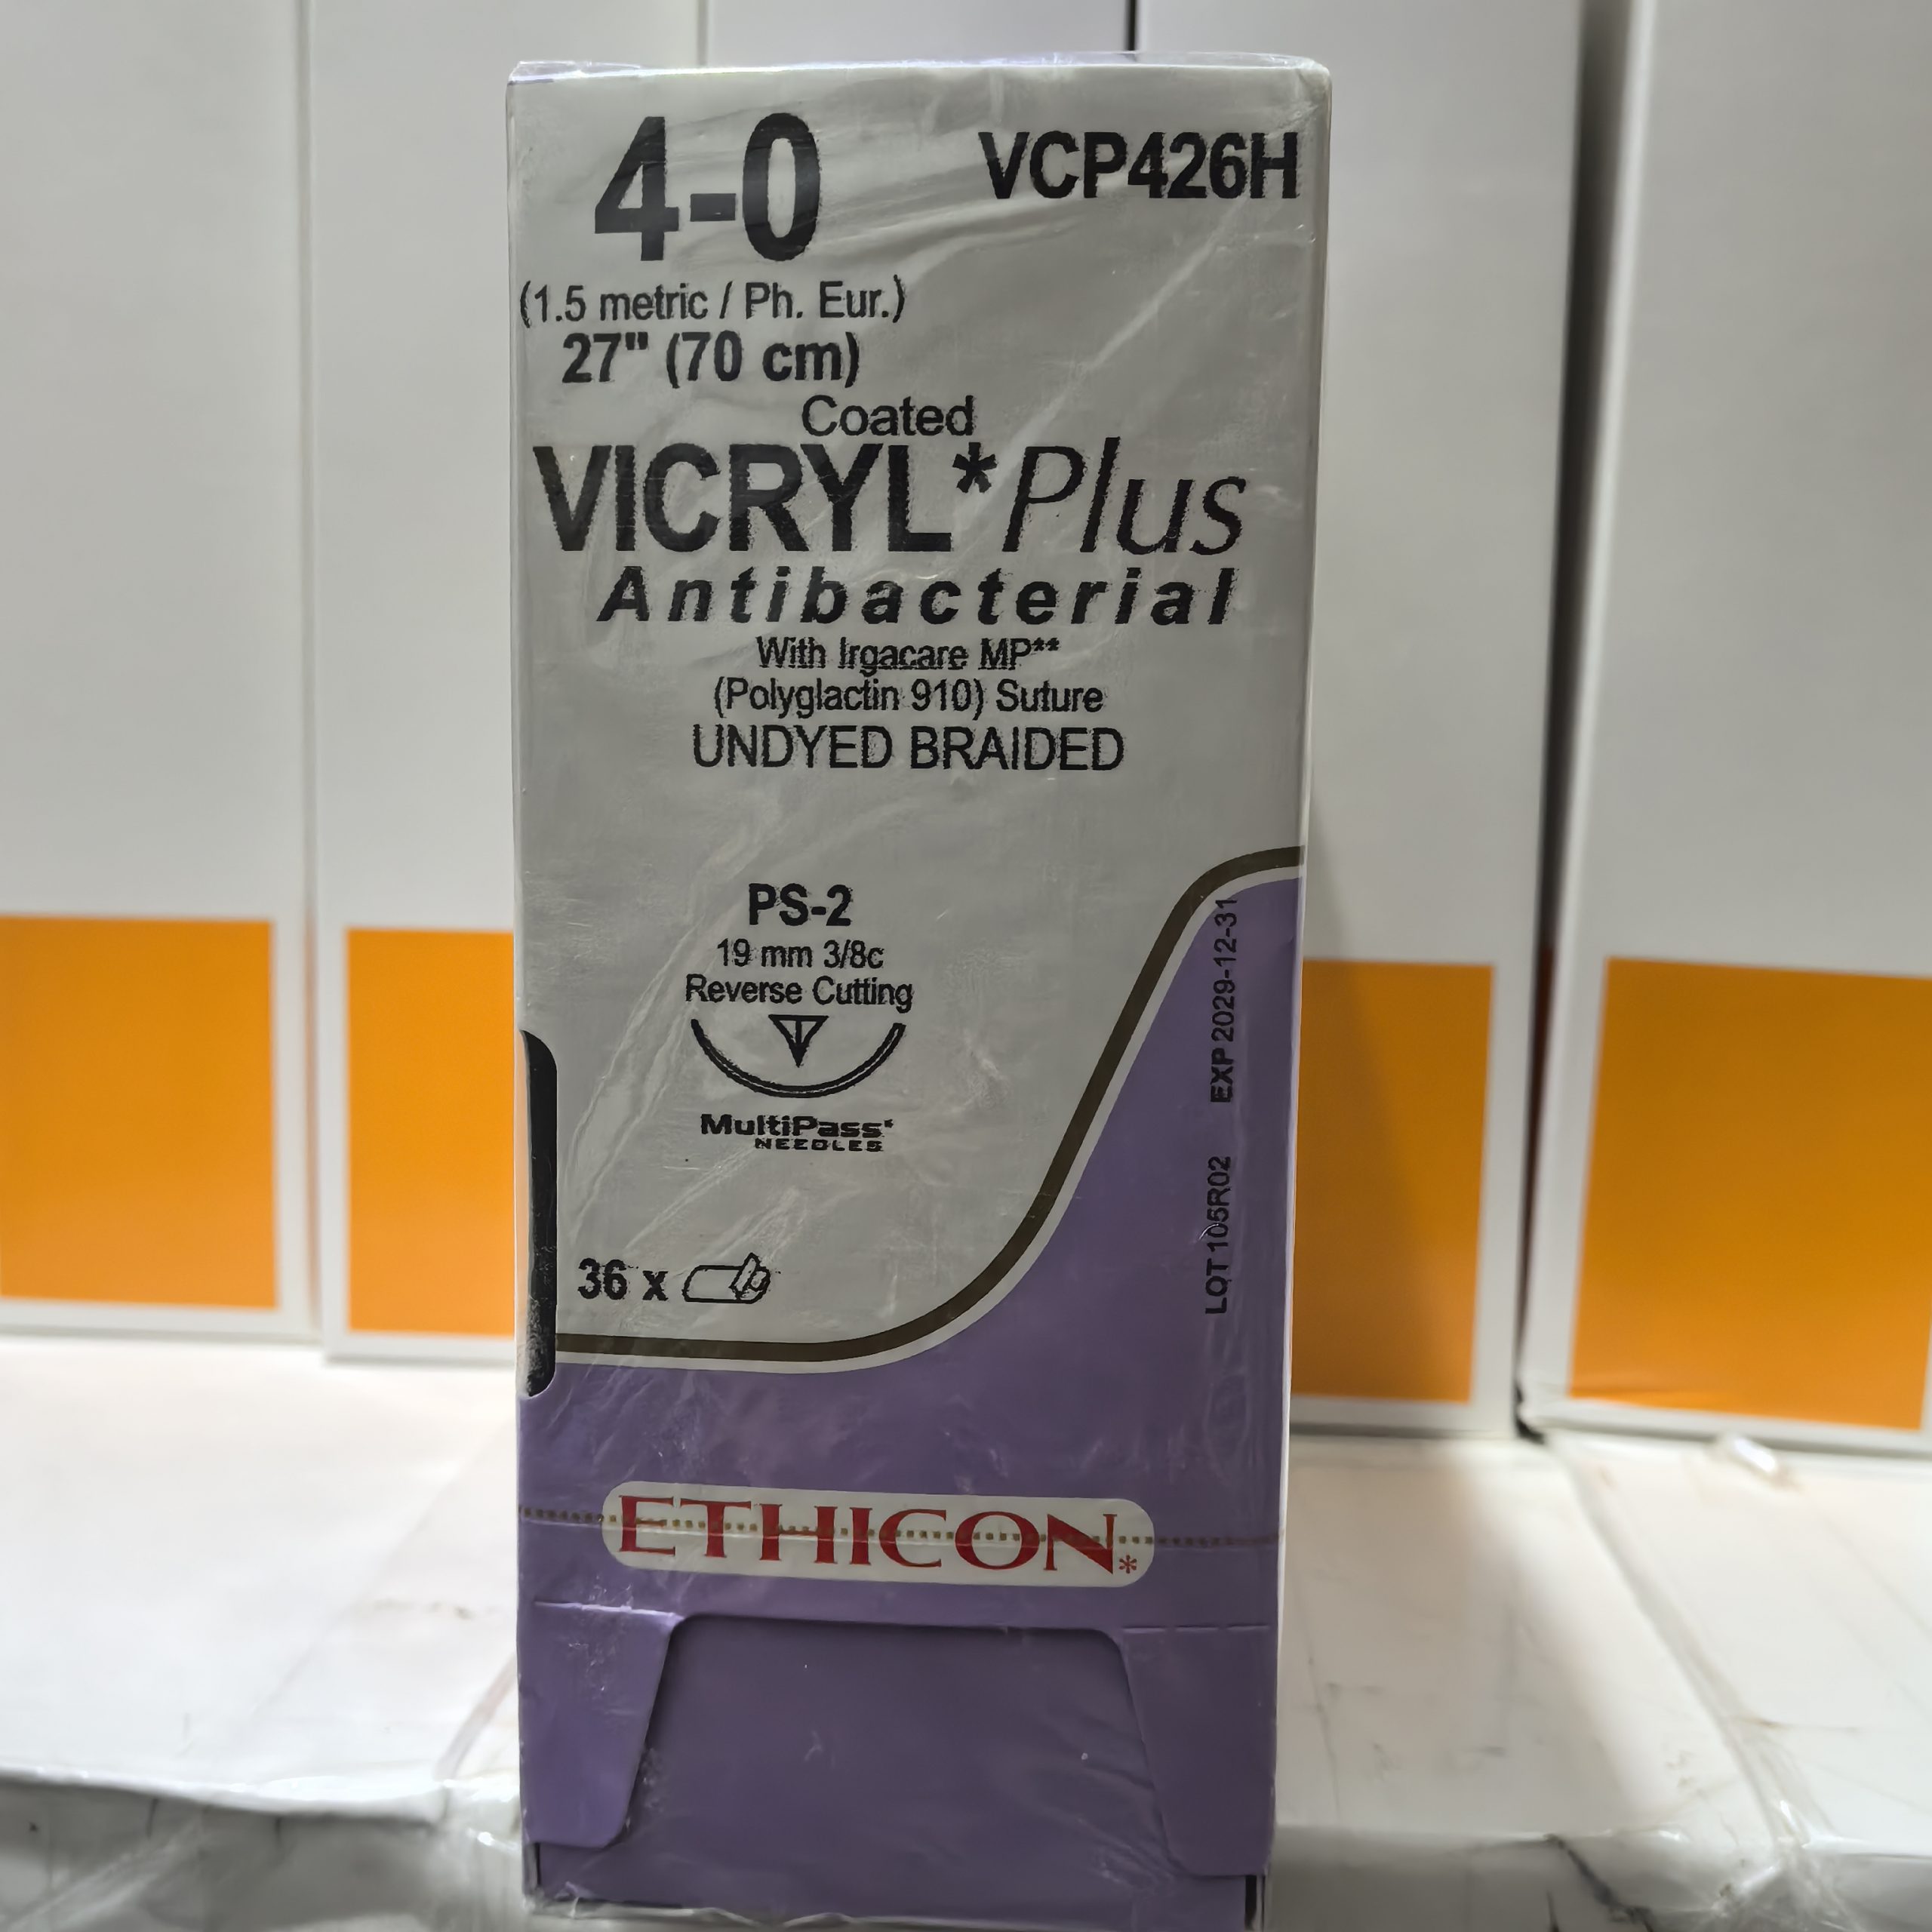 4-0
VCP426H
(1.5 metric / Ph. Eur.)
27" (70 cm)
Coated
VICRYL* Plus
Antibacterial
With Irgacare MP**
(Polyglactin 910) Suture
UNDYED BRAIDED
PS-2
19 mm 3/8c
Reverse Cutting
MultiPass*
NEEDLES
36 x
LOT 105R02 EXP 2029-12-31
ETHICON*